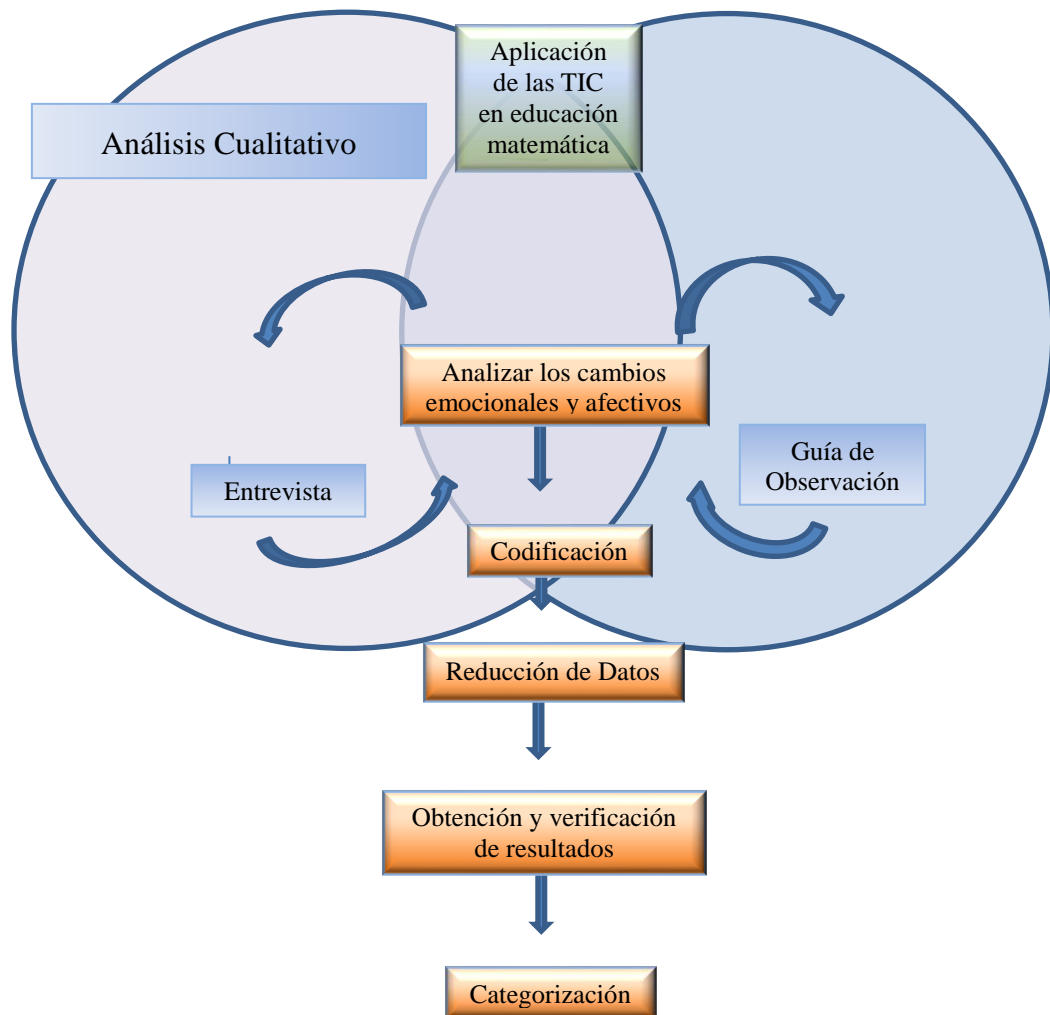 Aplicación
de las TIC
en educación
matemática
Análisis Cualitativo
Analizar los cambios
emocionales y afectivos
Guía de
Observación
Entrevista
Codificación
Reducción de Datos
Obtención y verificación
de resultados
Categorización